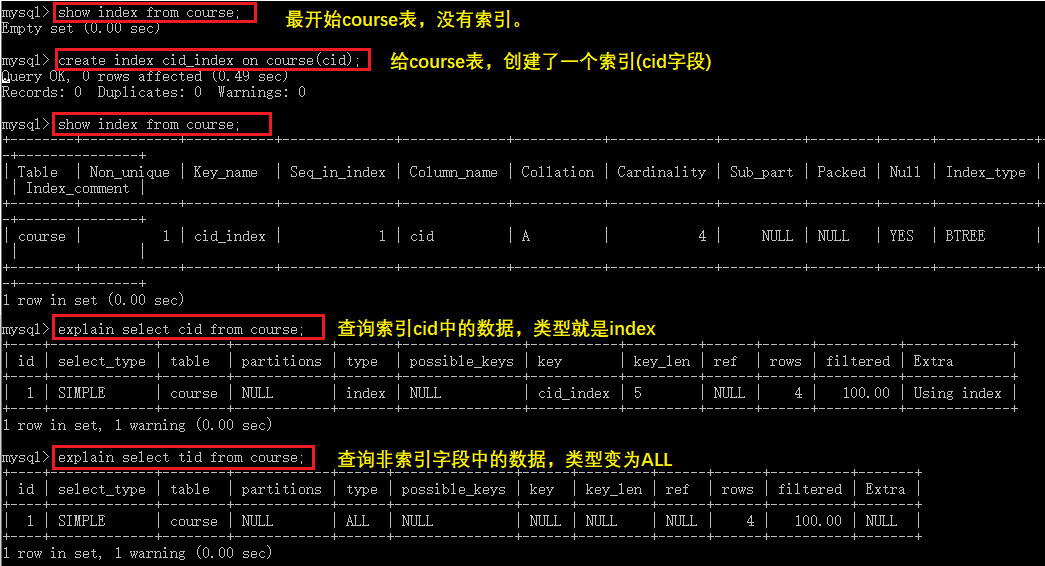 mysql> show index from course;
最开始course表，没有索引。
Empty set (0.00 sec)
mysql> create index cid_index on course(cid);
给course表，创建了一个索引(cid字段)
Query OK, 0 rows affected (0.49 sec)
Records: 0  Duplicates: 0  Warnings: 0
mysql> show index from course;
| Table  | Non_unique | Key_name  | Seq_in_index | Column_name | Collation | Cardinality | Sub_part | Packed | Null | Index_type
| Index_comment |
| course |          1 | cid_index |            1 | cid         | A         |           4 |     NULL | NULL   | YES  | BTREE      |
|               |
1 row in set (0.00 sec)
mysql> explain select cid from course;
查询索引cid中的数据，类型就是index
| id | select_type | table  | partitions | type  | possible_keys | key       | key_len | ref  | rows | filtered | Extra       |
|  1 | SIMPLE      | course | NULL       | index | NULL          | cid_index | 5       | NULL |    4 |   100.00 | Using index |
1 row in set, 1 warning (0.00 sec)
mysql> explain select tid from course;
查询非索引字段中的数据，类型变为ALL
| id | select_type | table  | partitions | type | possible_keys | key  | key_len | ref  | rows | filtered | Extra |
|  1 | SIMPLE      | course | NULL       | ALL  | NULL          | NULL | NULL    | NULL |    4 |   100.00 | NULL  |
1 row in set, 1 warning (0.00 sec)